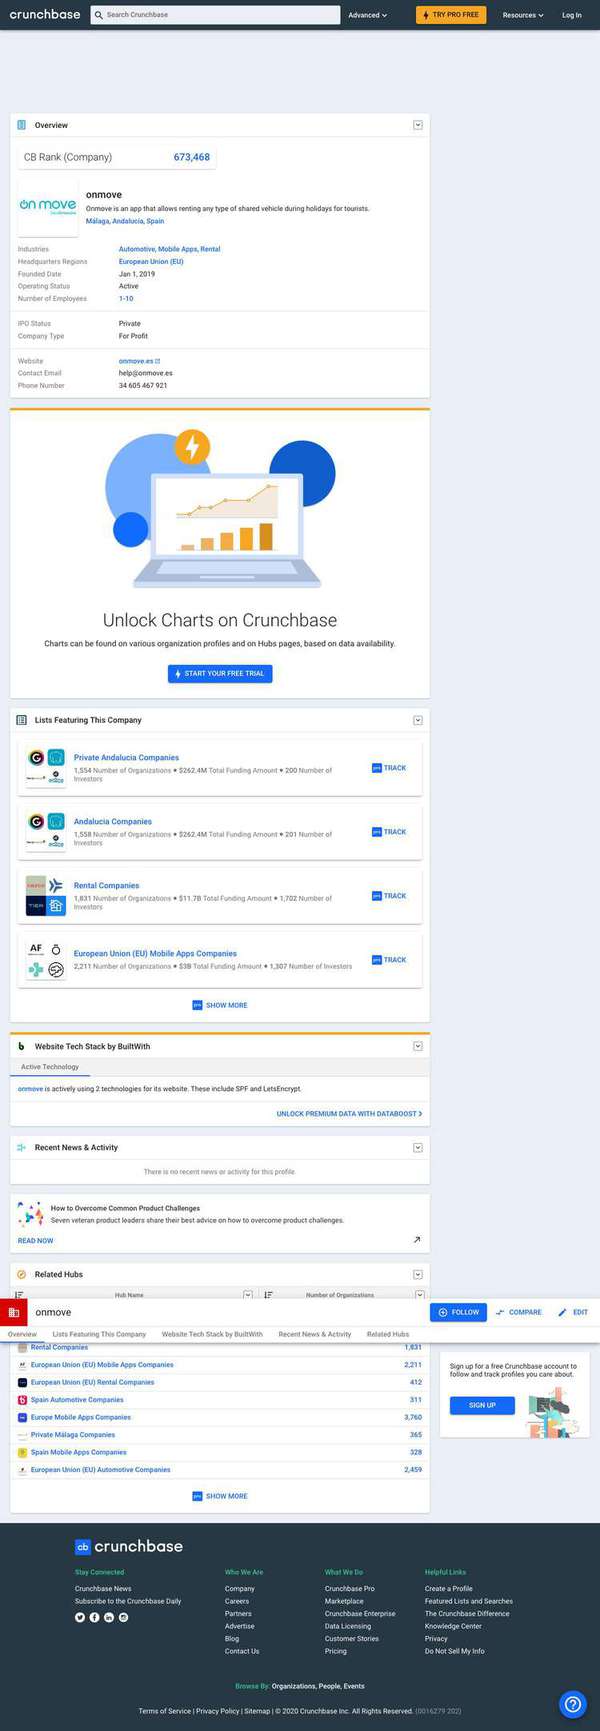 crunchbase
Search Crunchbase
Advanced
TRY PRO FREE
Resources
Log In
Overview
CB Rank (Company) 673,468
on move
onmove
Onmove is an app that allows renting any type of shared vehicle during holidays for tourists.
Málaga, Andalucia, Spain
Industries Automotive, Mobile Apps, Rental
Headquarters Regions European Union (EU)
Founded Date Jan 1, 2019
Operating Status Active
Number of Employees 1-10
IPO Status Private
Company Type For Profit
Website onmove.es
Contact Email help@onmove.es
Phone Number 34 605 467 921
Unlock Charts on Crunchbase
Charts can be found on various organization profiles and on Hubs pages, based on data availability.
START YOUR FREE TRIAL
Lists Featuring This Company
Private Andalucia Companies
1,554 Number of Organizations • $262.4M Total Funding Amount • 200 Number of
Investors
PRO TRACK
Andalucia Companies
1,558 Number of Organizations • $262.4M Total Funding Amount • 201 Number of
Investors
PRO TRACK
Rental Companies
1,831 Number of Organizations • $11.7B Total Funding Amount • 1,702 Number of
Investors
PRO TRACK
TIER
AF
European Union (EU) Mobile Apps Companies
2,211 Number of Organizations • $3B Total Funding Amount • 1,307 Number of Investors
PRO TRACK
PRO SHOW MORE
Website Tech Stack by BuiltWith
Active Technology
onmove is actively using 2 technologies for its website. These include SPF and LetsEncrypt.
UNLOCK PREMIUM DATA WITH DATABOOST
Recent News & Activity
There is no recent news or activity for this profile.
How to Overcome Common Product Challenges
Seven veteran product leaders share their best advice on how to overcome product challenges.
READ NOW
Related Hubs
Hub Name Number of Organizations
onmove
FOLLOW COMPARE EDIT
Overview Lists Featuring This Company Website Tech Stack by BuiltWith Recent News & Activity Related Hubs
Rental Companies 1,831
European Union (EU) Mobile Apps Companies 2,211
European Union (EU) Rental Companies 412
Spain Automotive Companies 311
Europe Mobile Apps Companies 3,760
Private Málaga Companies 365
Spain Mobile Apps Companies 328
European Union (EU) Automotive Companies 2,459
PRO SHOW MORE
Sign up for a free Crunchbase account to
follow and track profiles you care about.
SIGN UP
cb crunchbase
Stay Connected
Crunchbase News
Subscribe to the Crunchbase Daily
Who We Are
Company
Careers
Partners
Advertise
Blog
Contact Us
What We Do
Crunchbase Pro
Marketplace
Crunchbase Enterprise
Data Licensing
Customer Stories
Pricing
Helpful Links
Create a Profile
Featured Lists and Searches
The Crunchbase Difference
Knowledge Center
Privacy
Do Not Sell My Info
Browse By: Organizations, People, Events
Terms of Service | Privacy Policy | Sitemap | © 2020 Crunchbase Inc. All Rights Reserved. (0016279 202)